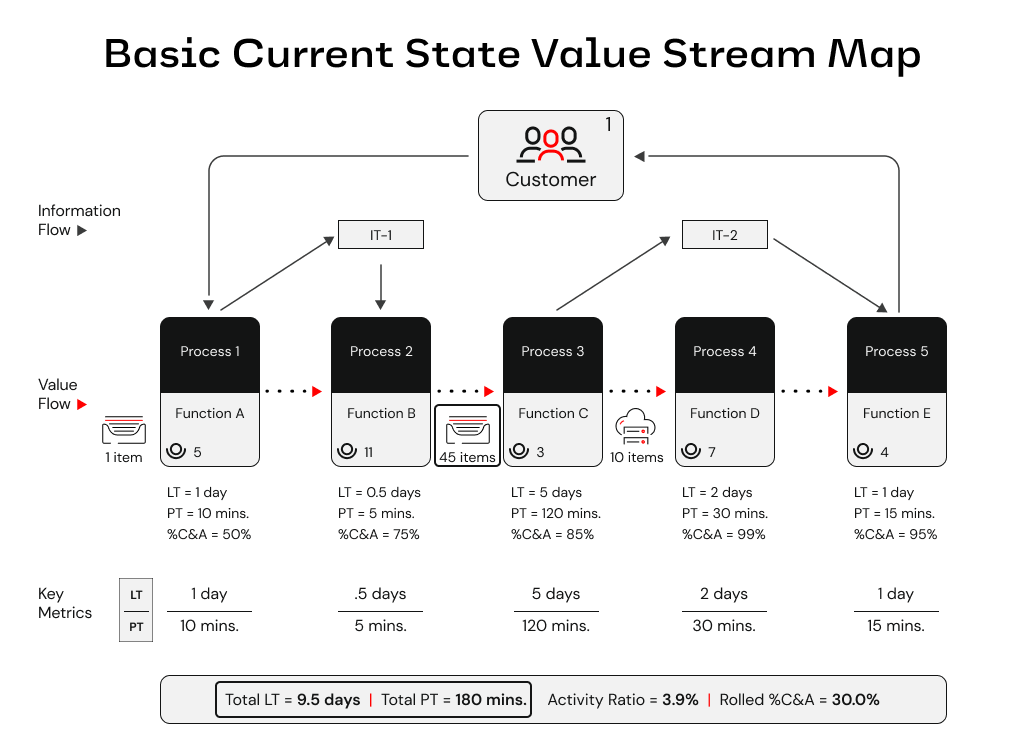 Basic Current State Value Stream Map
1
Customer
Information
Flow
IT-1
IT-2
Process 1
Process 2
Process 3
Process 4
Process 5
Value
Flow
Function A
Function B
Function C
Function D
Function E
5
11
3
7
4
1 item
45 items
10 items
LT = 1 day
PT = 10 mins.
%C&A = 50%
LT = 0.5 days
PT = 5 mins.
%C&A = 75%
LT = 5 days
PT = 120 mins.
%C&A = 85%
LT = 2 days
PT = 30 mins.
%C&A = 99%
LT = 1 day
PT = 15 mins.
%C&A = 95%
Key
Metrics
LT
PT
1 day
10 mins.
.5 days
5 mins.
5 days
120 mins.
2 days
30 mins.
1 day
15 mins.
Total LT = 9.5 days | Total PT = 180 mins. Activity Ratio = 3.9% | Rolled %C&A = 30.0%